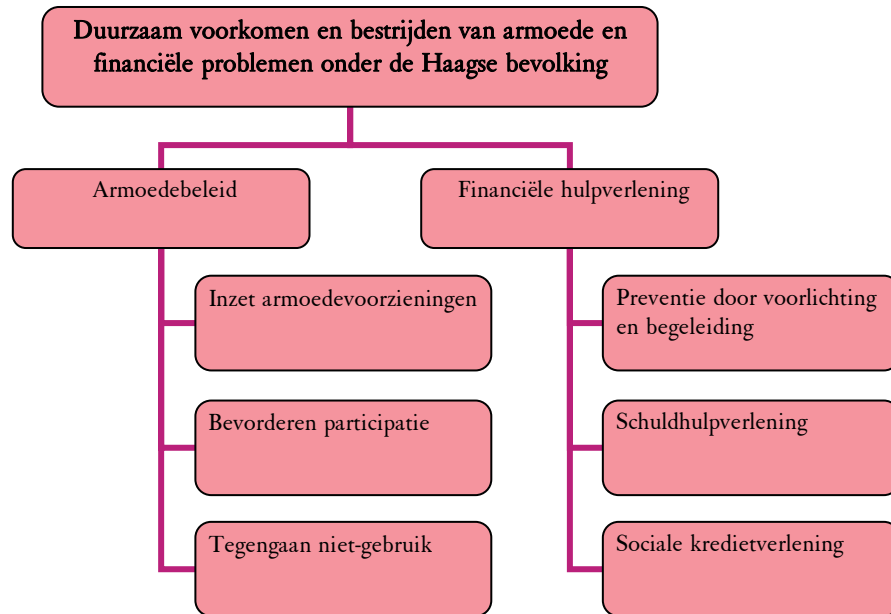 Duurzaam voorkomen en bestrijden van armoede en
financiële problemen onder de Haagse bevolking
Armoedebeleid
Financiële hulpverlening
Inzet armoedevoorzieningen
Preventie door voorlichting
en begeleiding
Bevorderen participatie
Schuldhulpverlening
Tegengaan niet-gebruik
Sociale kredietverlening